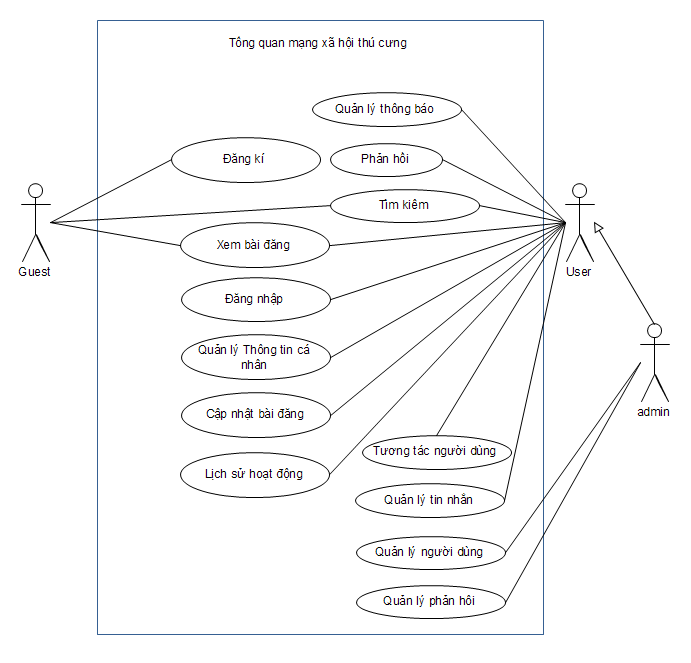 Tổng quan mạng xã hội thú cưng
Quản lý thông báo
Đăng kí
Phản hồi
Tìm kiếm
Xem bài đăng
Guest
User
Đăng nhập
Quản lý Thông tin cá
nhân
Cập nhật bài đăng
admin
Tương tác người dùng
Lịch sử hoạt động
Quản lý tin nhắn
Quản lý người dùng
Quản lý phản hồi